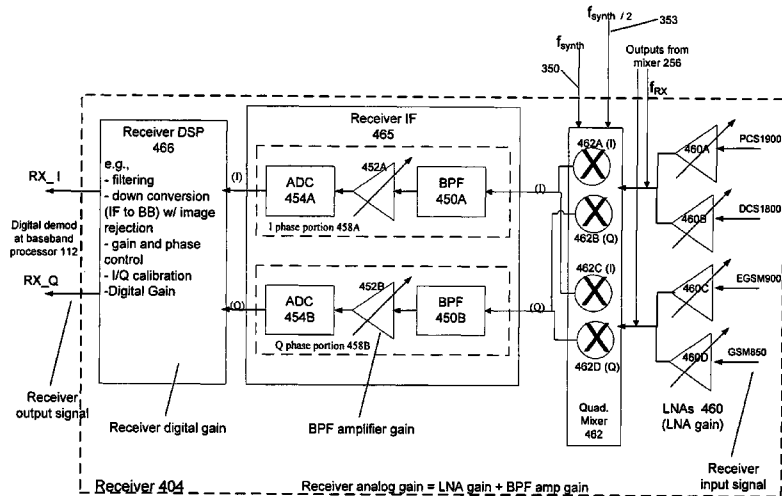 f synth / 2
353
f synth
350
Outputs from
mixer 256
f RX
Receiver DSP
466
e.g.,
- filtering
- down conversion
(IF to BB) w/ image
rejection
- gain and phase
control
- I/Q calibration
-Digital Gain
RX_I
Digital demod
at baseband
processor 112
RX_Q
Receiver IF
465
(I)
ADC
454A
452A
BPF
450A
I phase portion 458A
(I)
(Q)
ADC
454B
452B
BPF
450B
Q phase portion 458B
(Q)
462A (I)
X
462B (Q)
X
462C (I)
X
462D (Q)
X
Quad.
Mixer
462
460A
PCS1900
460B
DCS1800
460C
EGSM900
460D
GSM850
LNAs 460
(LNA gain)
Receiver
output signal
Receiver digital gain
BPF amplifier gain
Receiver
input signal
Receiver 404
Receiver analog gain = LNA gain + BPF amp gain